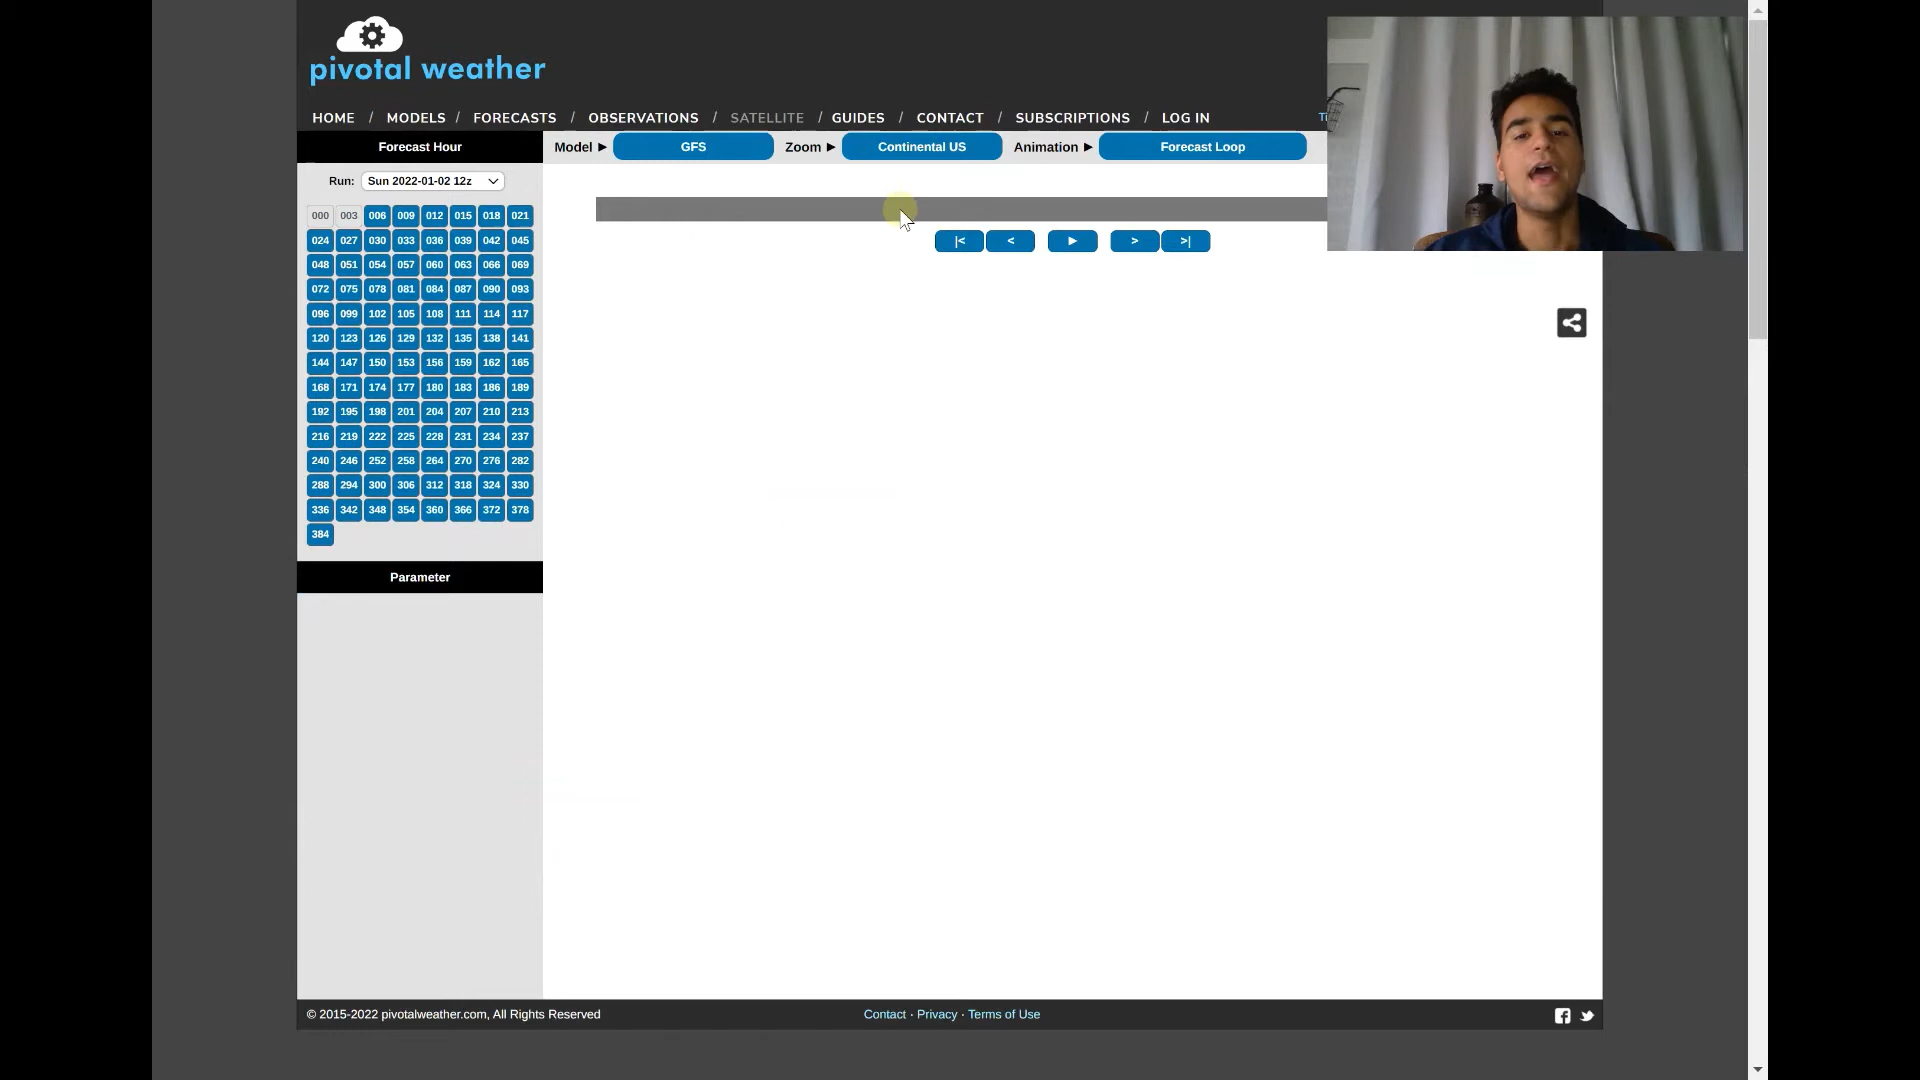 pivotal weather
HOME / MODELS / FORECASTS / OBSERVATIONS / SATELLITE / GUIDES / CONTACT / SUBSCRIPTIONS / LOG IN
Forecast Hour
Model ▶ GFS Zoom ▶ Continental US Animation ▶ Forecast Loop
Run: Sun 2022-01-02 12z
000 003 006 009 012 015 018 021
|< < ▶ > >|
024 027 030 033 036 039 042 045
048 051 054 057 060 063 066 069
072 075 078 081 084 087 090 093
096 099 102 105 108 111 114 117
120 123 126 129 132 135 138 141
144 147 150 153 156 159 162 165
168 171 174 177 180 183 186 189
192 195 198 201 204 207 210 213
216 219 222 225 228 231 234 237
240 246 252 258 264 270 276 282
288 294 300 306 312 318 324 330
336 342 348 354 360 366 372 378
384
Parameter
© 2015-2022 pivotalweather.com, All Rights Reserved
Contact · Privacy · Terms of Use